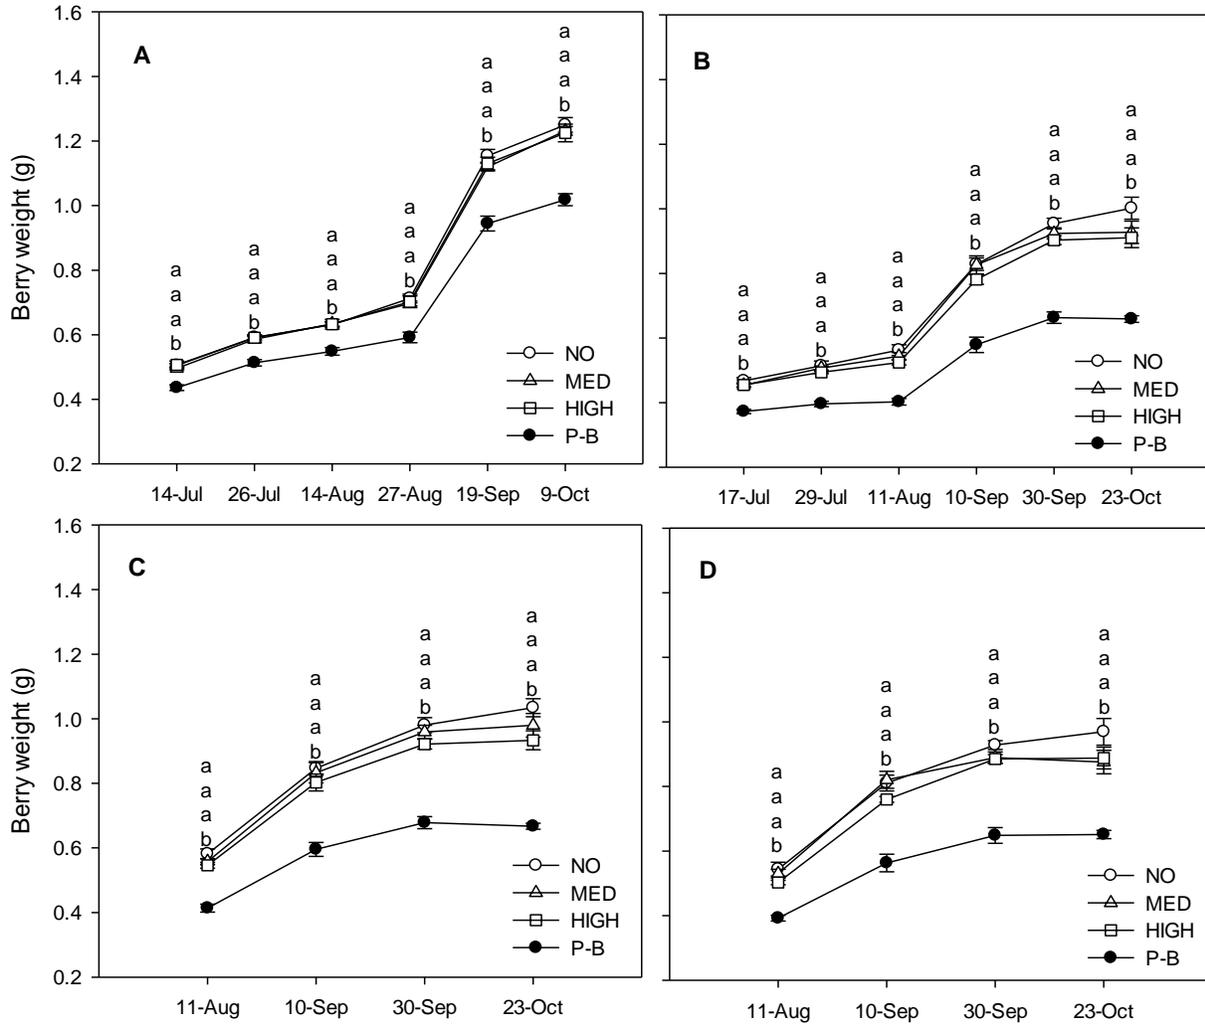 A
Berry weight (g)
1.6
1.4
1.2
1.0
0.8
0.6
0.4
0.2
a
a
a
b
a
a
a
b
a
a
a
b
a
a
a
b
a
a
a
b
a
a
a
b
NO
MED
HIGH
P-B
14-Jul 26-Jul 14-Aug 27-Aug 19-Sep 9-Oct
B
a
a
a
b
a
a
a
b
a
a
a
b
a
a
a
b
a
a
a
b
a
a
a
b
NO
MED
HIGH
P-B
17-Jul 29-Jul 11-Aug 10-Sep 30-Sep 23-Oct
C
Berry weight (g)
1.6
1.4
1.2
1.0
0.8
0.6
0.4
0.2
a
a
a
b
a
a
a
b
a
a
a
b
a
a
a
b
NO
MED
HIGH
P-B
11-Aug 10-Sep 30-Sep 23-Oct
D
a
a
a
b
a
a
a
b
a
a
a
b
a
a
a
b
NO
MED
HIGH
P-B
11-Aug 10-Sep 30-Sep 23-Oct